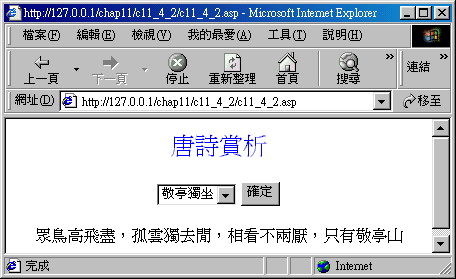 http://127.0.0.1/chap11/c11_4_2/c11_4_2.asp - Microsoft Internet Explorer
檔案(F) 編輯(E) 檢視(V) 我的最愛(A) 工具(T) 說明(H)
上一頁 下一頁 停止 重新整理 首頁 搜尋 » 連結 »
網址(D) http://127.0.0.1/chap11/c11_4_2/c11_4_2.asp 移至
唐詩賞析
敬亭獨坐 確定
眾鳥高飛盡，孤雲獨去閒，相看不兩厭，只有敬亭山
完成 Internet